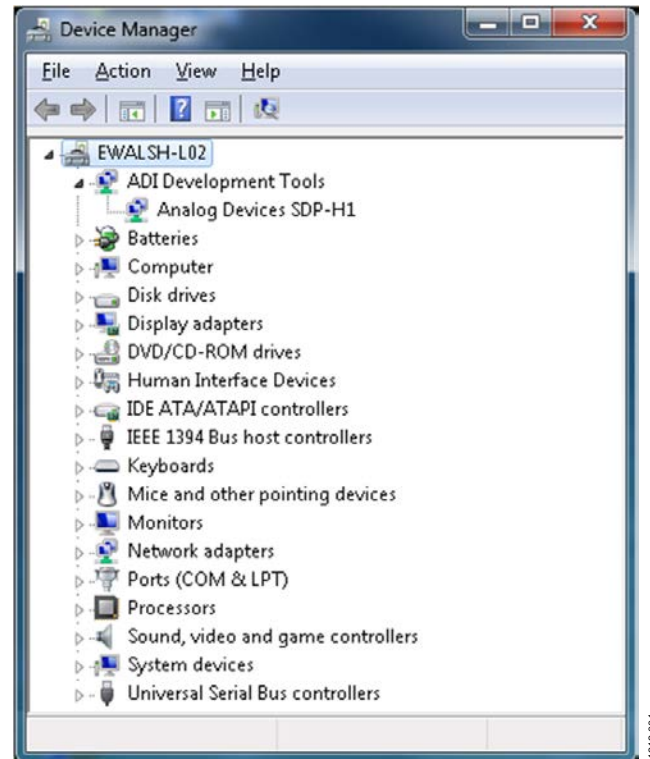 Device Manager
File Action View Help
EWALSH-L02
ADI Development Tools
Analog Devices SDP-H1
Batteries
Computer
Disk drives
Display adapters
DVD/CD-ROM drives
Human Interface Devices
IDE ATA/ATAPI controllers
IEEE 1394 Bus host controllers
Keyboards
Mice and other pointing devices
Monitors
Network adapters
Ports (COM & LPT)
Processors
Sound, video and game controllers
System devices
Universal Serial Bus controllers